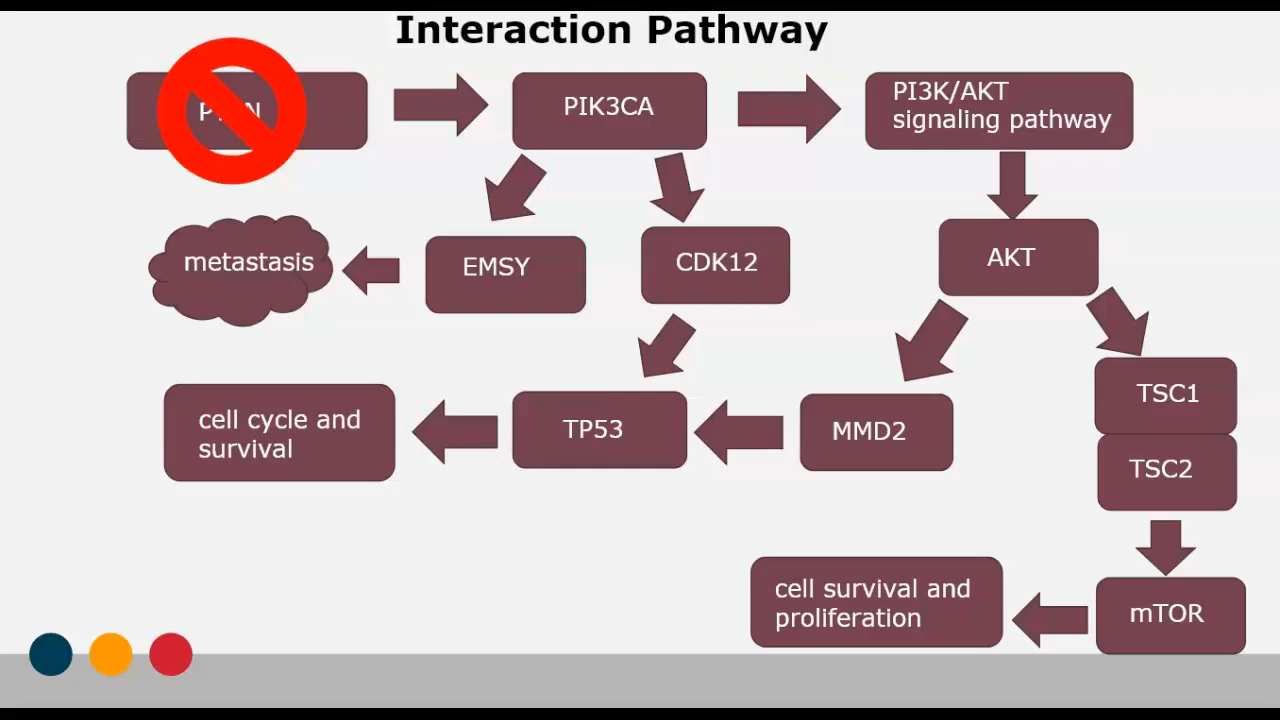 Interaction Pathway
PIK3CA
PI3K/AKT
signaling pathway
metastasis
EMSY
CDK12
AKT
cell cycle and
survival
TP53
MMD2
TSC1
TSC2
cell survival and
proliferation
mTOR